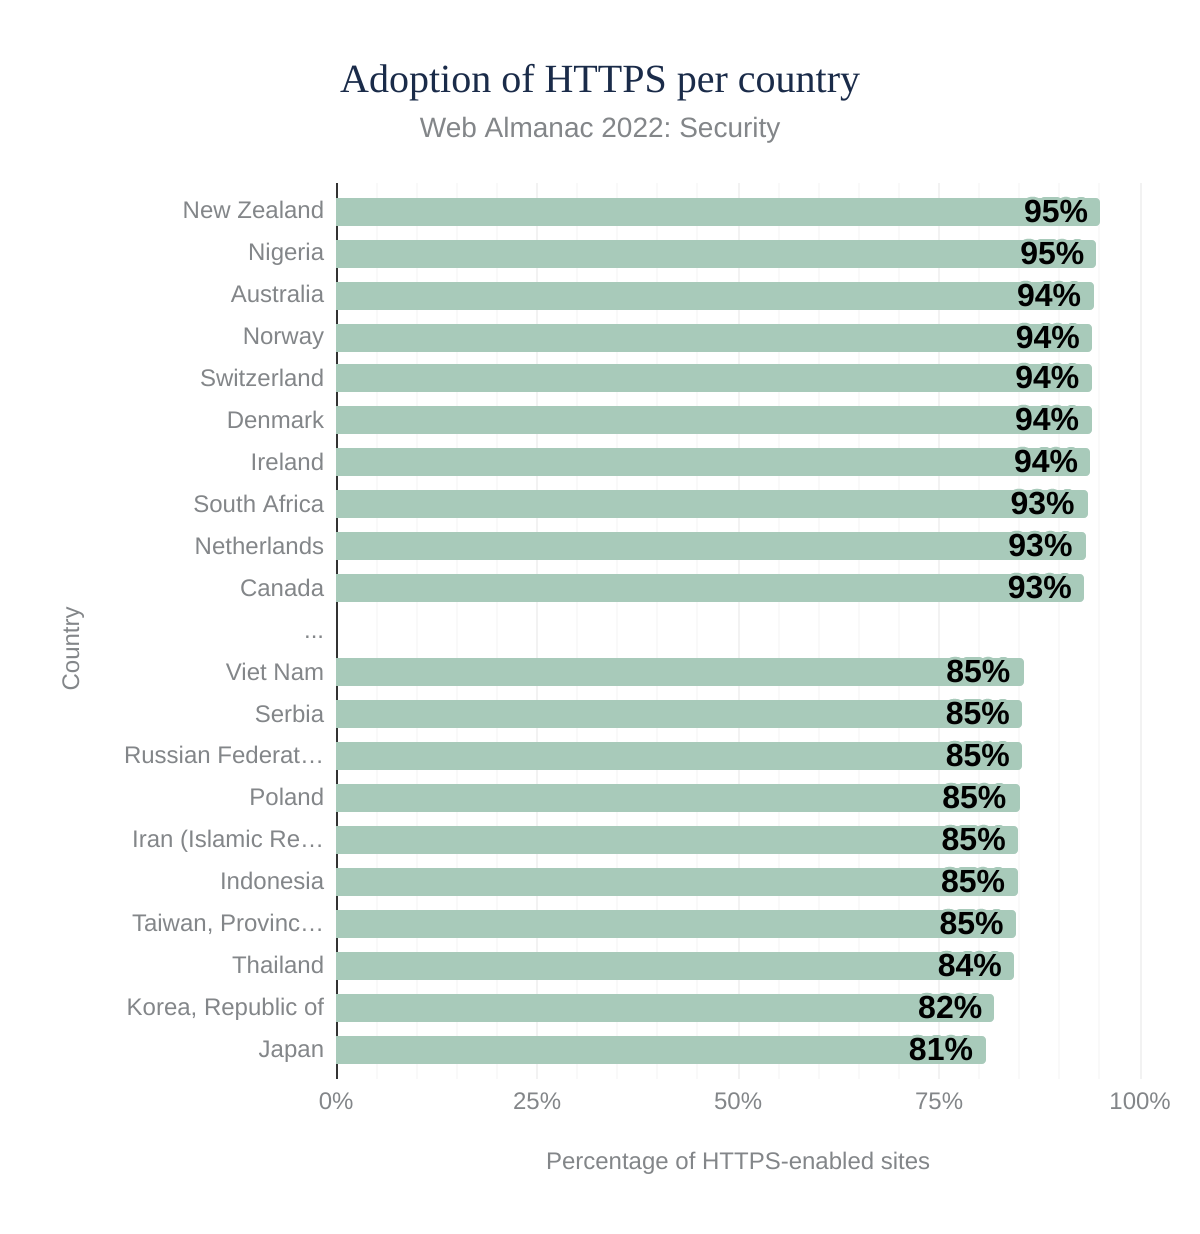 Adoption of HTTPS per country
Web Almanac 2022: Security
New Zealand 95%
Nigeria 95%
Australia 94%
Norway 94%
Switzerland 94%
Denmark 94%
Ireland 94%
South Africa 93%
Netherlands 93%
Canada 93%
...
Viet Nam 85%
Serbia 85%
Russian Federat… 85%
Poland 85%
Iran (Islamic Re… 85%
Indonesia 85%
Taiwan, Provinc… 85%
Thailand 84%
Korea, Republic of 82%
Japan 81%
Country
0% 25% 50% 75% 100%
Percentage of HTTPS-enabled sites